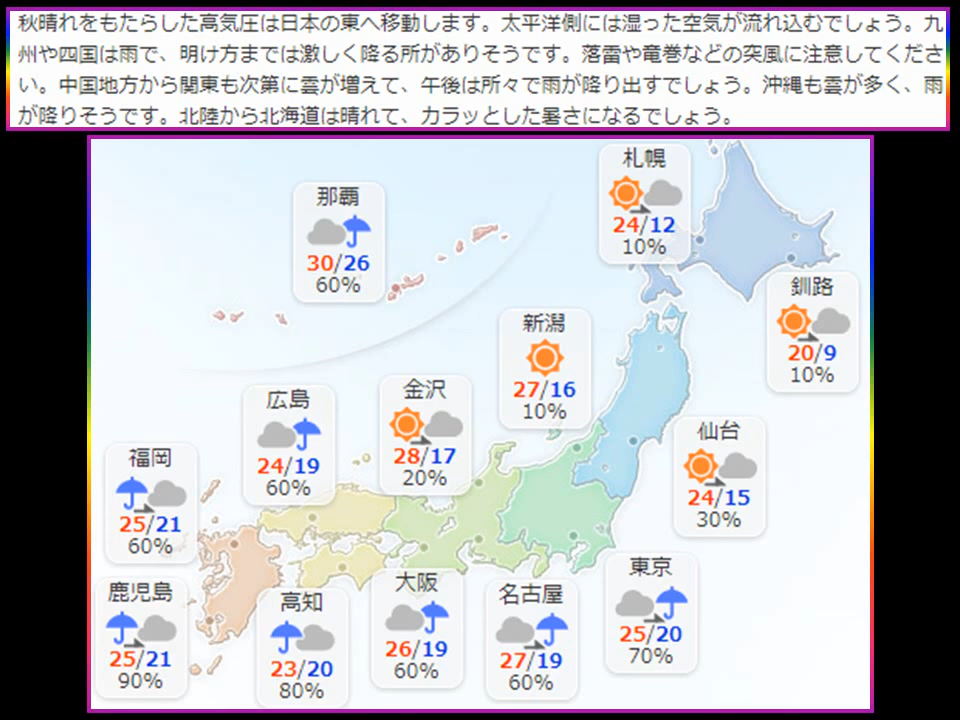 秋晴れをもたらした高気圧は日本の東へ移動します。太平洋側には湿った空気が流れ込むでしょう。九
州や四国は雨で、明け方までは激しく降る所がありそうです。落雷や竜巻などの突風に注意してくださ
い。中国地方から関東も次第に雲が増えて、午後は所々で雨が降り出すでしょう。沖縄も雲が多く、雨
が降りそうです。北陸から北海道は晴れて、カラッとした暑さになるでしょう。
札幌
24/12
10%
那覇
30/26
60%
釧路
20/9
10%
新潟
27/16
10%
金沢
28/17
20%
広島
24/19
60%
仙台
24/15
30%
福岡
25/21
60%
東京
25/20
70%
大阪
26/19
60%
名古屋
27/19
60%
鹿児島
25/21
90%
高知
23/20
80%